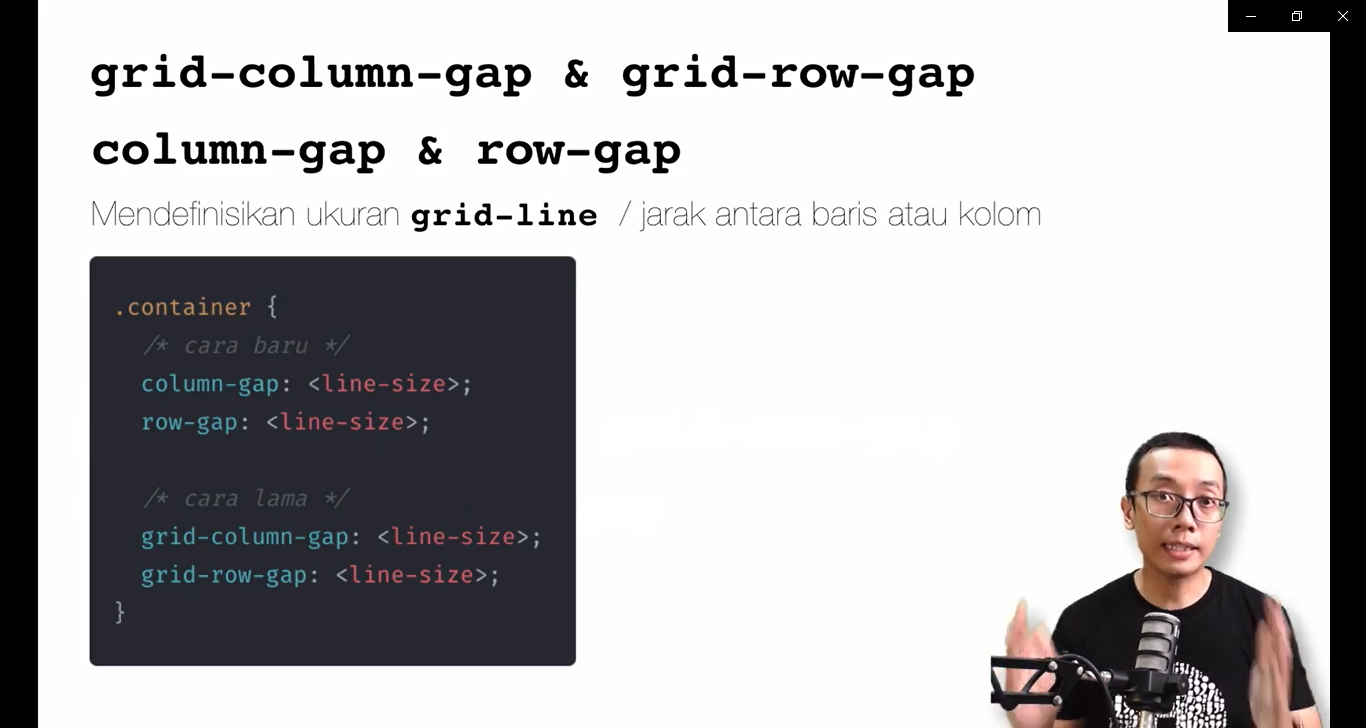 grid-column-gap & grid-row-gap
column-gap & row-gap
Mendefinisikan ukuran grid-line / jarak antara baris atau kolom
.container {
/* cara baru */
column-gap: <line-size>;
row-gap: <line-size>;
/* cara lama */
grid-column-gap: <line-size>;
grid-row-gap: <line-size>;
}